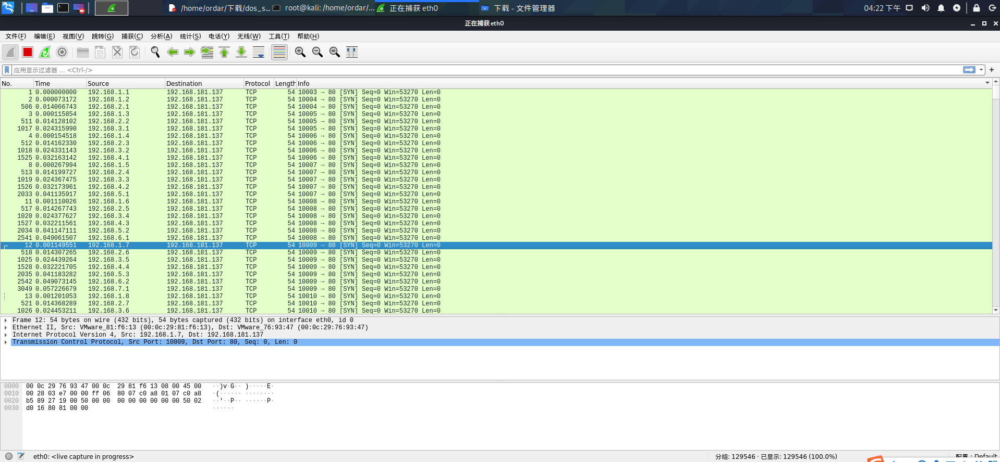 /home/ordar/下载/dos_s... root@kali: /home/ordar/... 正在捕获 eth0 下载 - 文件管理器 04:22 下午
正在捕获 eth0
文件(F) 编辑(E) 视图(V) 跳转(G) 捕获(C) 分析(A) 统计(S) 电话(Y) 无线(W) 工具(T) 帮助(H)
应用显示过滤器 … <Ctrl-/>
No. Time Source Destination Protocol Length Info
1 0.000000000 192.168.1.1 192.168.181.137 TCP 54 10003 → 80 [SYN] Seq=0 Win=53270 Len=0
2 0.000073172 192.168.1.2 192.168.181.137 TCP 54 10004 → 80 [SYN] Seq=0 Win=53270 Len=0
506 0.014066743 192.168.2.1 192.168.181.137 TCP 54 10004 → 80 [SYN] Seq=0 Win=53270 Len=0
3 0.000115854 192.168.1.3 192.168.181.137 TCP 54 10005 → 80 [SYN] Seq=0 Win=53270 Len=0
511 0.014128102 192.168.2.2 192.168.181.137 TCP 54 10005 → 80 [SYN] Seq=0 Win=53270 Len=0
1017 0.024315990 192.168.3.1 192.168.181.137 TCP 54 10005 → 80 [SYN] Seq=0 Win=53270 Len=0
4 0.000154518 192.168.1.4 192.168.181.137 TCP 54 10006 → 80 [SYN] Seq=0 Win=53270 Len=0
512 0.014162330 192.168.2.3 192.168.181.137 TCP 54 10006 → 80 [SYN] Seq=0 Win=53270 Len=0
1018 0.024331143 192.168.3.2 192.168.181.137 TCP 54 10006 → 80 [SYN] Seq=0 Win=53270 Len=0
1525 0.032163142 192.168.4.1 192.168.181.137 TCP 54 10006 → 80 [SYN] Seq=0 Win=53270 Len=0
8 0.000267994 192.168.1.5 192.168.181.137 TCP 54 10007 → 80 [SYN] Seq=0 Win=53270 Len=0
513 0.014199727 192.168.2.4 192.168.181.137 TCP 54 10007 → 80 [SYN] Seq=0 Win=53270 Len=0
1019 0.024367475 192.168.3.3 192.168.181.137 TCP 54 10007 → 80 [SYN] Seq=0 Win=53270 Len=0
1526 0.032173961 192.168.4.2 192.168.181.137 TCP 54 10007 → 80 [SYN] Seq=0 Win=53270 Len=0
2033 0.041135917 192.168.5.1 192.168.181.137 TCP 54 10007 → 80 [SYN] Seq=0 Win=53270 Len=0
11 0.001110026 192.168.1.6 192.168.181.137 TCP 54 10008 → 80 [SYN] Seq=0 Win=53270 Len=0
517 0.014267743 192.168.2.5 192.168.181.137 TCP 54 10008 → 80 [SYN] Seq=0 Win=53270 Len=0
1020 0.024377627 192.168.3.4 192.168.181.137 TCP 54 10008 → 80 [SYN] Seq=0 Win=53270 Len=0
1527 0.032211561 192.168.4.3 192.168.181.137 TCP 54 10008 → 80 [SYN] Seq=0 Win=53270 Len=0
2034 0.041147111 192.168.5.2 192.168.181.137 TCP 54 10008 → 80 [SYN] Seq=0 Win=53270 Len=0
2541 0.049061507 192.168.6.1 192.168.181.137 TCP 54 10008 → 80 [SYN] Seq=0 Win=53270 Len=0
12 0.001149551 192.168.1.7 192.168.181.137 TCP 54 10009 → 80 [SYN] Seq=0 Win=53270 Len=0
518 0.014307265 192.168.2.6 192.168.181.137 TCP 54 10009 → 80 [SYN] Seq=0 Win=53270 Len=0
1025 0.024439264 192.168.3.5 192.168.181.137 TCP 54 10009 → 80 [SYN] Seq=0 Win=53270 Len=0
1528 0.032221705 192.168.4.4 192.168.181.137 TCP 54 10009 → 80 [SYN] Seq=0 Win=53270 Len=0
2035 0.041183282 192.168.5.3 192.168.181.137 TCP 54 10009 → 80 [SYN] Seq=0 Win=53270 Len=0
2542 0.049073145 192.168.6.2 192.168.181.137 TCP 54 10009 → 80 [SYN] Seq=0 Win=53270 Len=0
3049 0.057226679 192.168.7.1 192.168.181.137 TCP 54 10009 → 80 [SYN] Seq=0 Win=53270 Len=0
13 0.001201053 192.168.1.8 192.168.181.137 TCP 54 10010 → 80 [SYN] Seq=0 Win=53270 Len=0
521 0.014368289 192.168.2.7 192.168.181.137 TCP 54 10010 → 80 [SYN] Seq=0 Win=53270 Len=0
1026 0.024453211 192.168.3.6 192.168.181.137 TCP 54 10010 → 80 [SYN] Seq=0 Win=53270 Len=0
Frame 12: 54 bytes on wire (432 bits), 54 bytes captured (432 bits) on interface eth0, id 0
Ethernet II, Src: VMware_81:f6:13 (00:0c:29:81:f6:13), Dst: VMware_76:93:47 (00:0c:29:76:93:47)
Internet Protocol Version 4, Src: 192.168.1.7, Dst: 192.168.181.137
Transmission Control Protocol, Src Port: 10009, Dst Port: 80, Seq: 0, Len: 0
0000 00 0c 29 76 93 47 00 0c 29 81 f6 13 08 00 45 00 ··)v·G·· )·····E·
0010 00 28 03 e7 00 00 ff 06 80 07 c0 a8 01 07 c0 a8 ·(······ ········
0020 b5 89 27 19 00 50 00 00 00 00 00 00 00 00 50 02 ··'··P·· ······P·
0030 d0 16 80 81 00 00 ······
eth0: <live capture in progress> 分组: 129546 · 已显示: 129546 (100.0%) 配置：Default